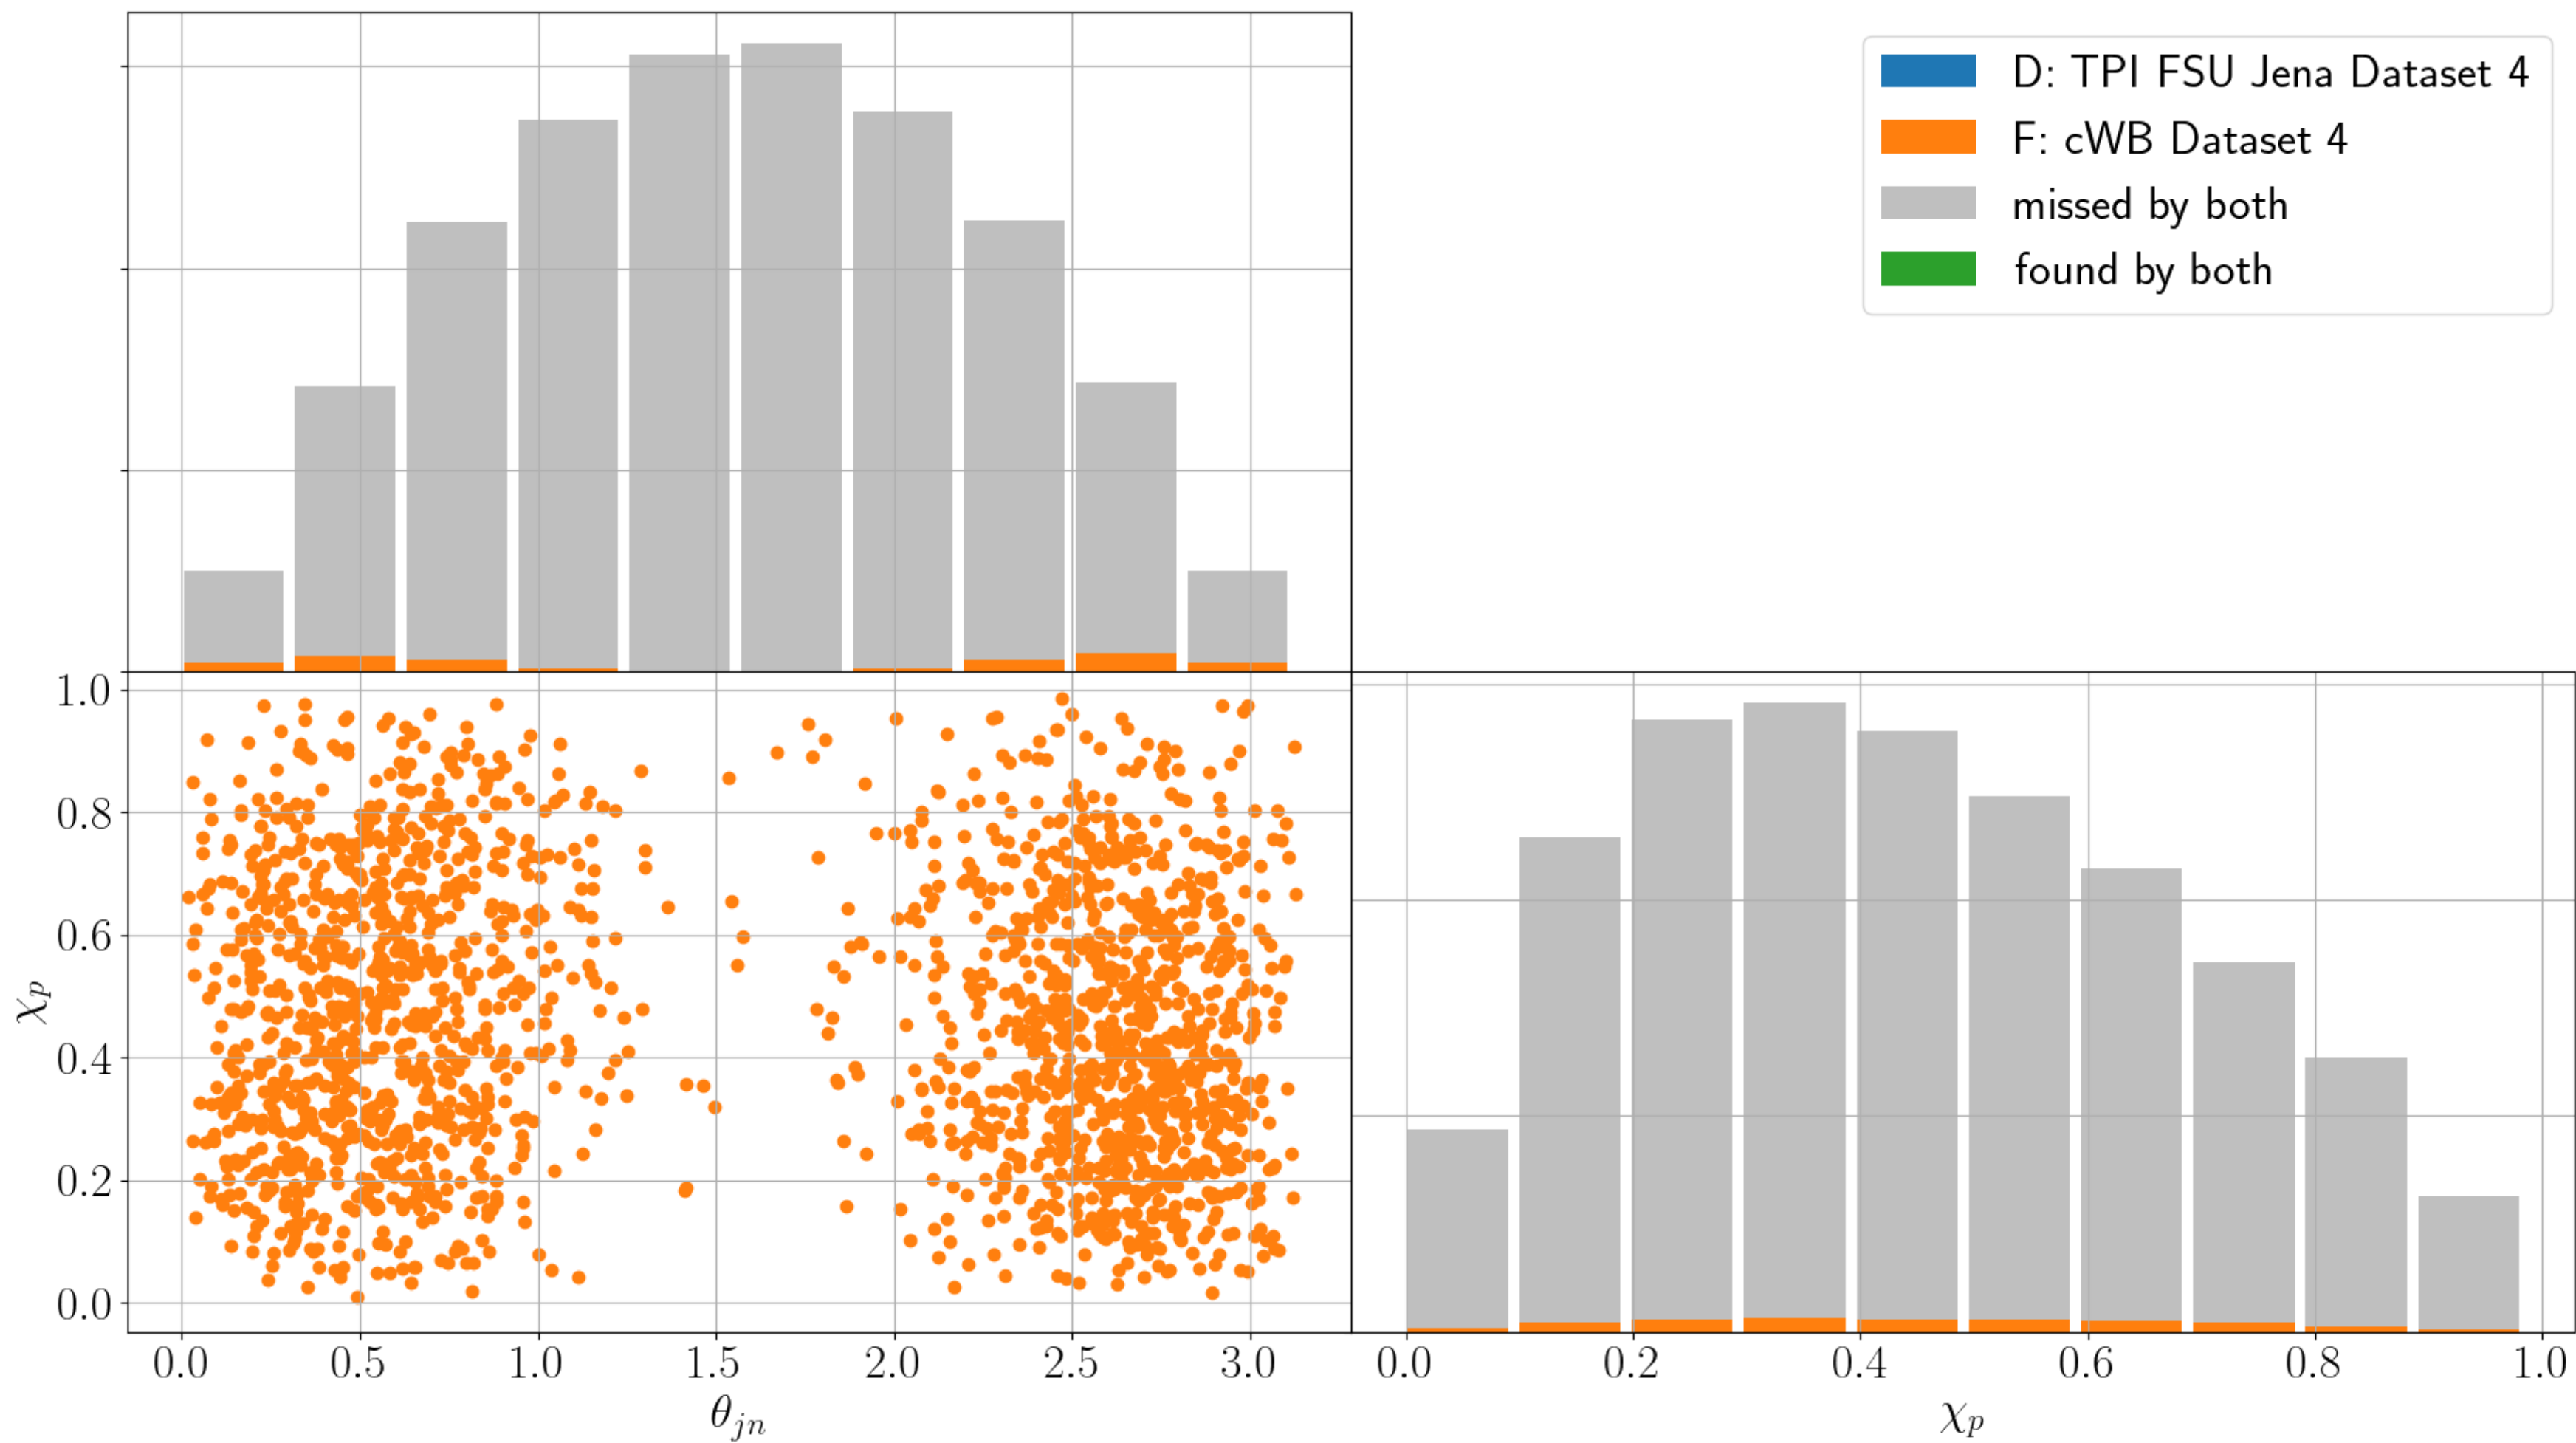 D: TPI FSU Jena Dataset 4
F: cWB Dataset 4
missed by both
found by both
1.0
0.8
0.6
0.4
0.2
0.0
χp
0.0 0.5 1.0 1.5 2.0 2.5 3.0
θjn
0.0 0.2 0.4 0.6 0.8 1.0
χp